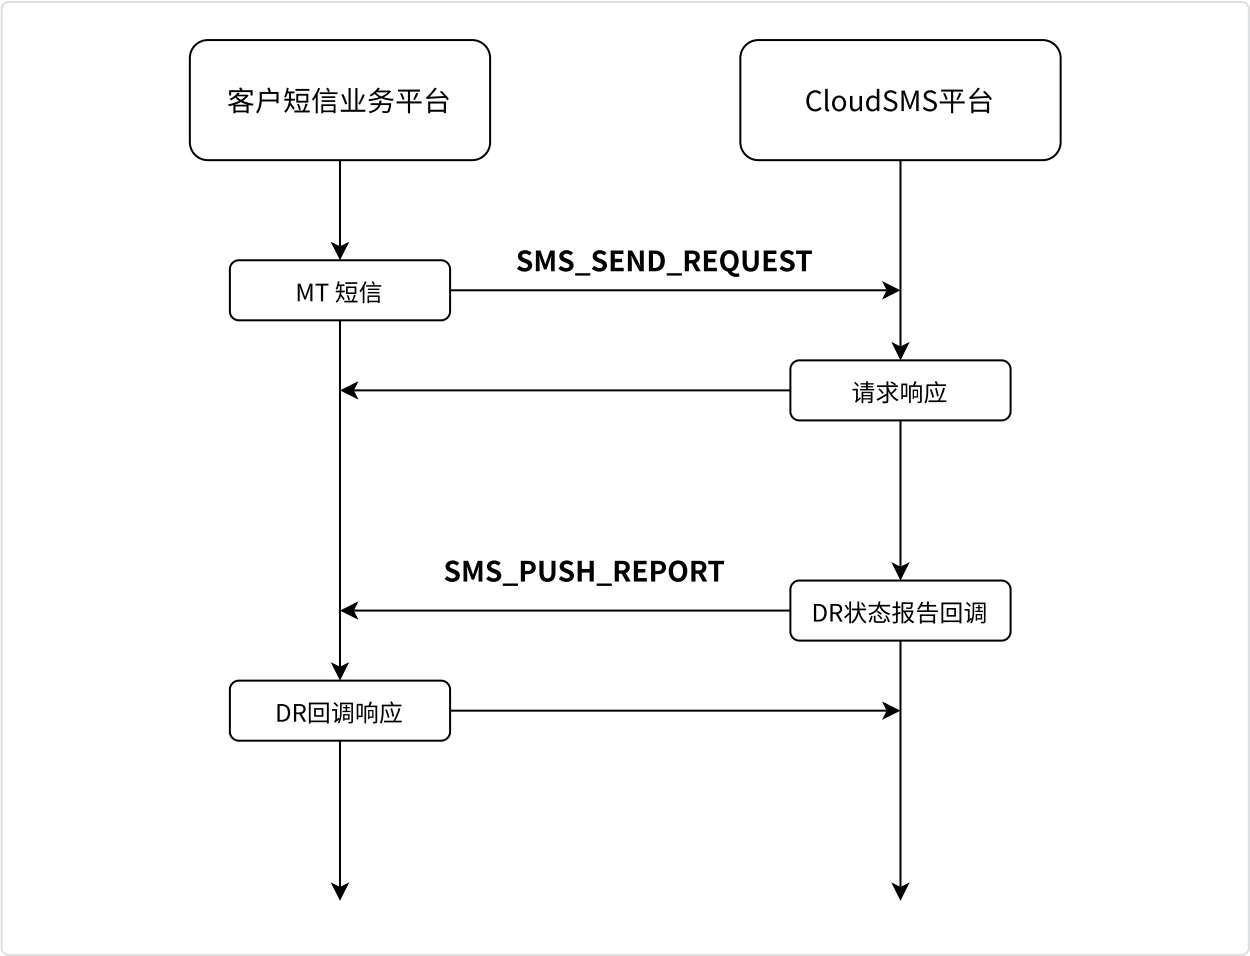 客户短信业务平台
CloudSMS平台
SMS_SEND_REQUEST
MT 短信
请求响应
SMS_PUSH_REPORT
DR状态报告回调
DR回调响应